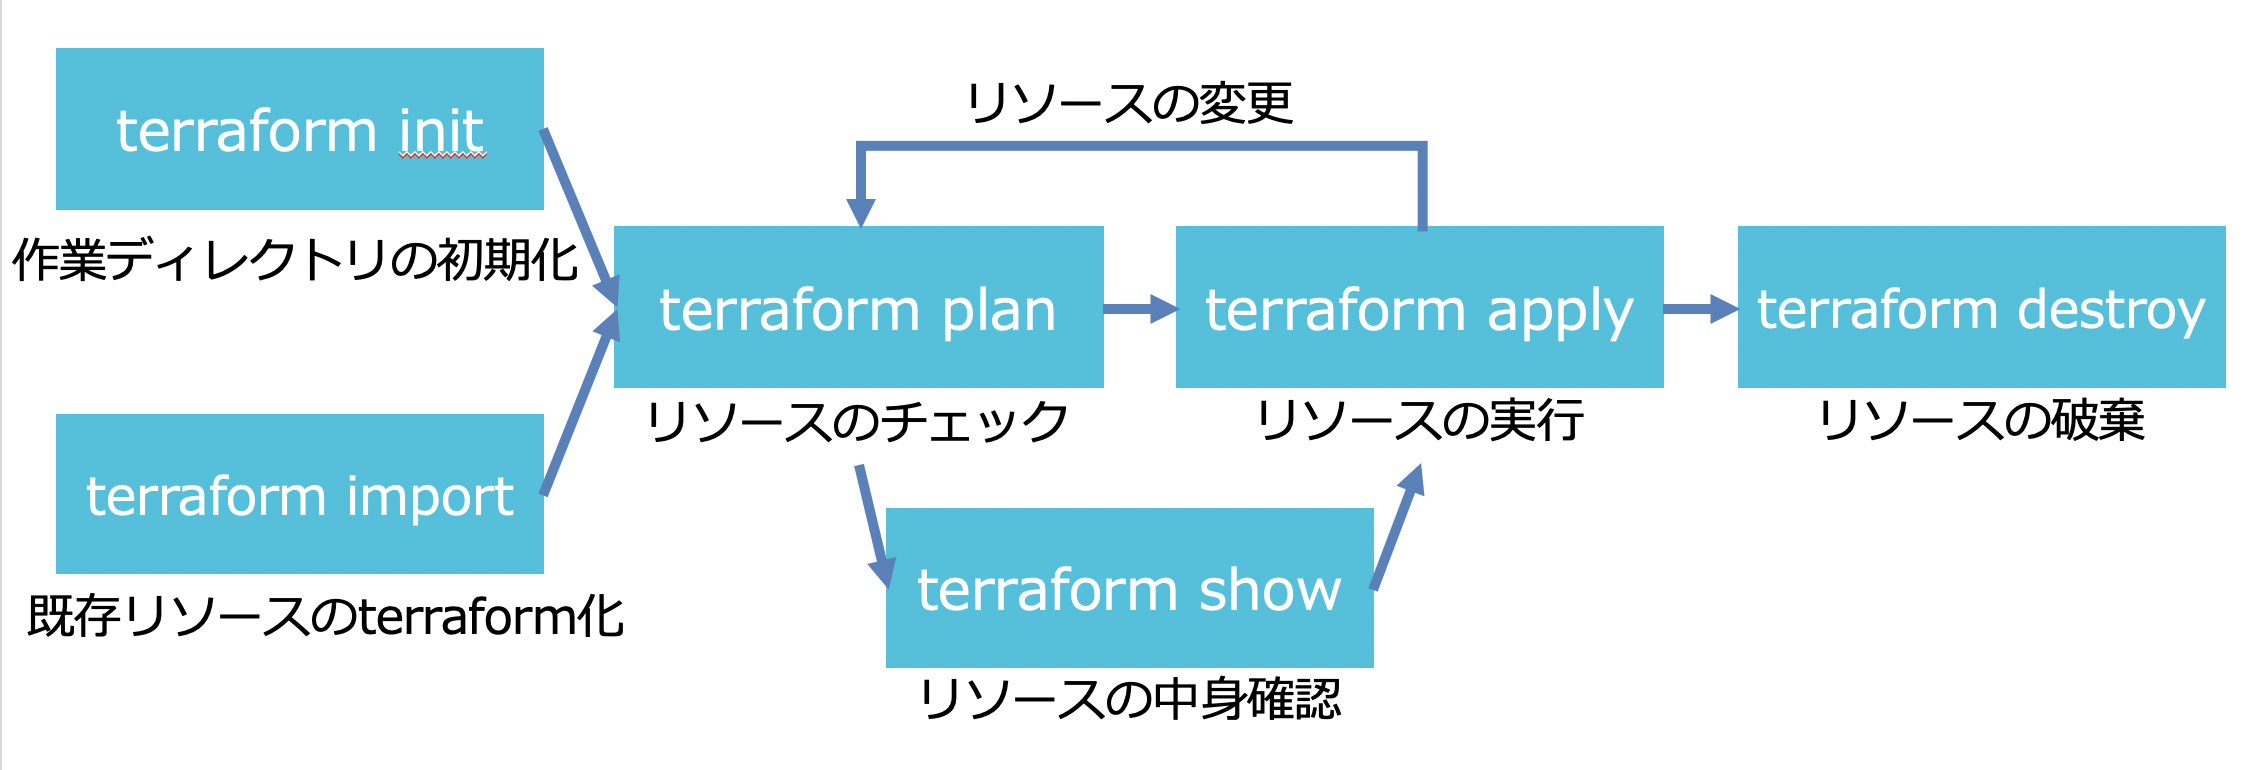 terraform init
作業ディレクトリの初期化
terraform import
既存リソースのterraform化
リソースの変更
terraform plan
リソースのチェック
terraform apply
リソースの実行
terraform destroy
リソースの破棄
terraform show
リソースの中身確認